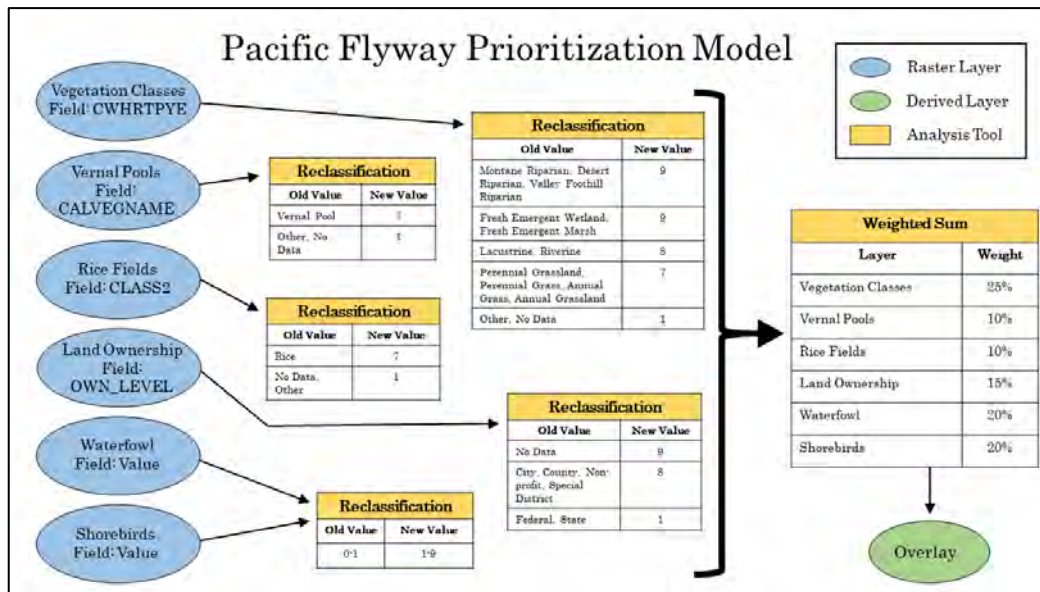 Pacific Flyway Prioritization Model
Raster Layer
Derived Layer
Analysis Tool
Vegetation Classes
Field: CWHRTPYE
Vernal Pools
Field:
CALVEGNAME
Rice Fields
Field: CLASS2
Land Ownership
Field:
OWN_LEVEL
Waterfowl
Field: Value
Shorebirds
Field: Value
Reclassification
Old Value New Value
Vernal Pool
Other, No 1
Data
Reclassification
Old Value New Value
Rice 7
No Data, 1
Other
Reclassification
Old Value New Value
0-1 1-9
Reclassification
Old Value New Value
Montane Riparian, Desert 9
Riparian, Valley Foothill
Riparian
Fresh Emergent Wetland, 9
Fresh Emergent Marsh
Lacustrine, Riverine 8
Perennial Grassland, 7
Perennial Grass, Annual
Grass, Annual Grassland
Other, No Data 1
Reclassification
Old Value New Value
No Data 9
City, County, Non- 8
profit, Special
District
Federal, State 1
Weighted Sum
Layer Weight
Vegetation Classes 25%
Vernal Pools 10%
Rice Fields 10%
Land Ownership 15%
Waterfowl 20%
Shorebirds 20%
Overlay